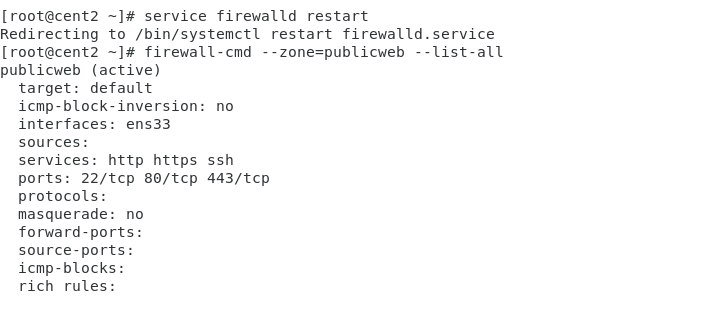 [root@cent2 ~]# service firewalld restart
Redirecting to /bin/systemctl restart firewalld.service
[root@cent2 ~]# firewall-cmd --zone=publicweb --list-all
publicweb (active)
  target: default
  icmp-block-inversion: no
  interfaces: ens33
  sources:
  services: http https ssh
  ports: 22/tcp 80/tcp 443/tcp
  protocols:
  masquerade: no
  forward-ports:
  source-ports:
  icmp-blocks:
  rich rules: